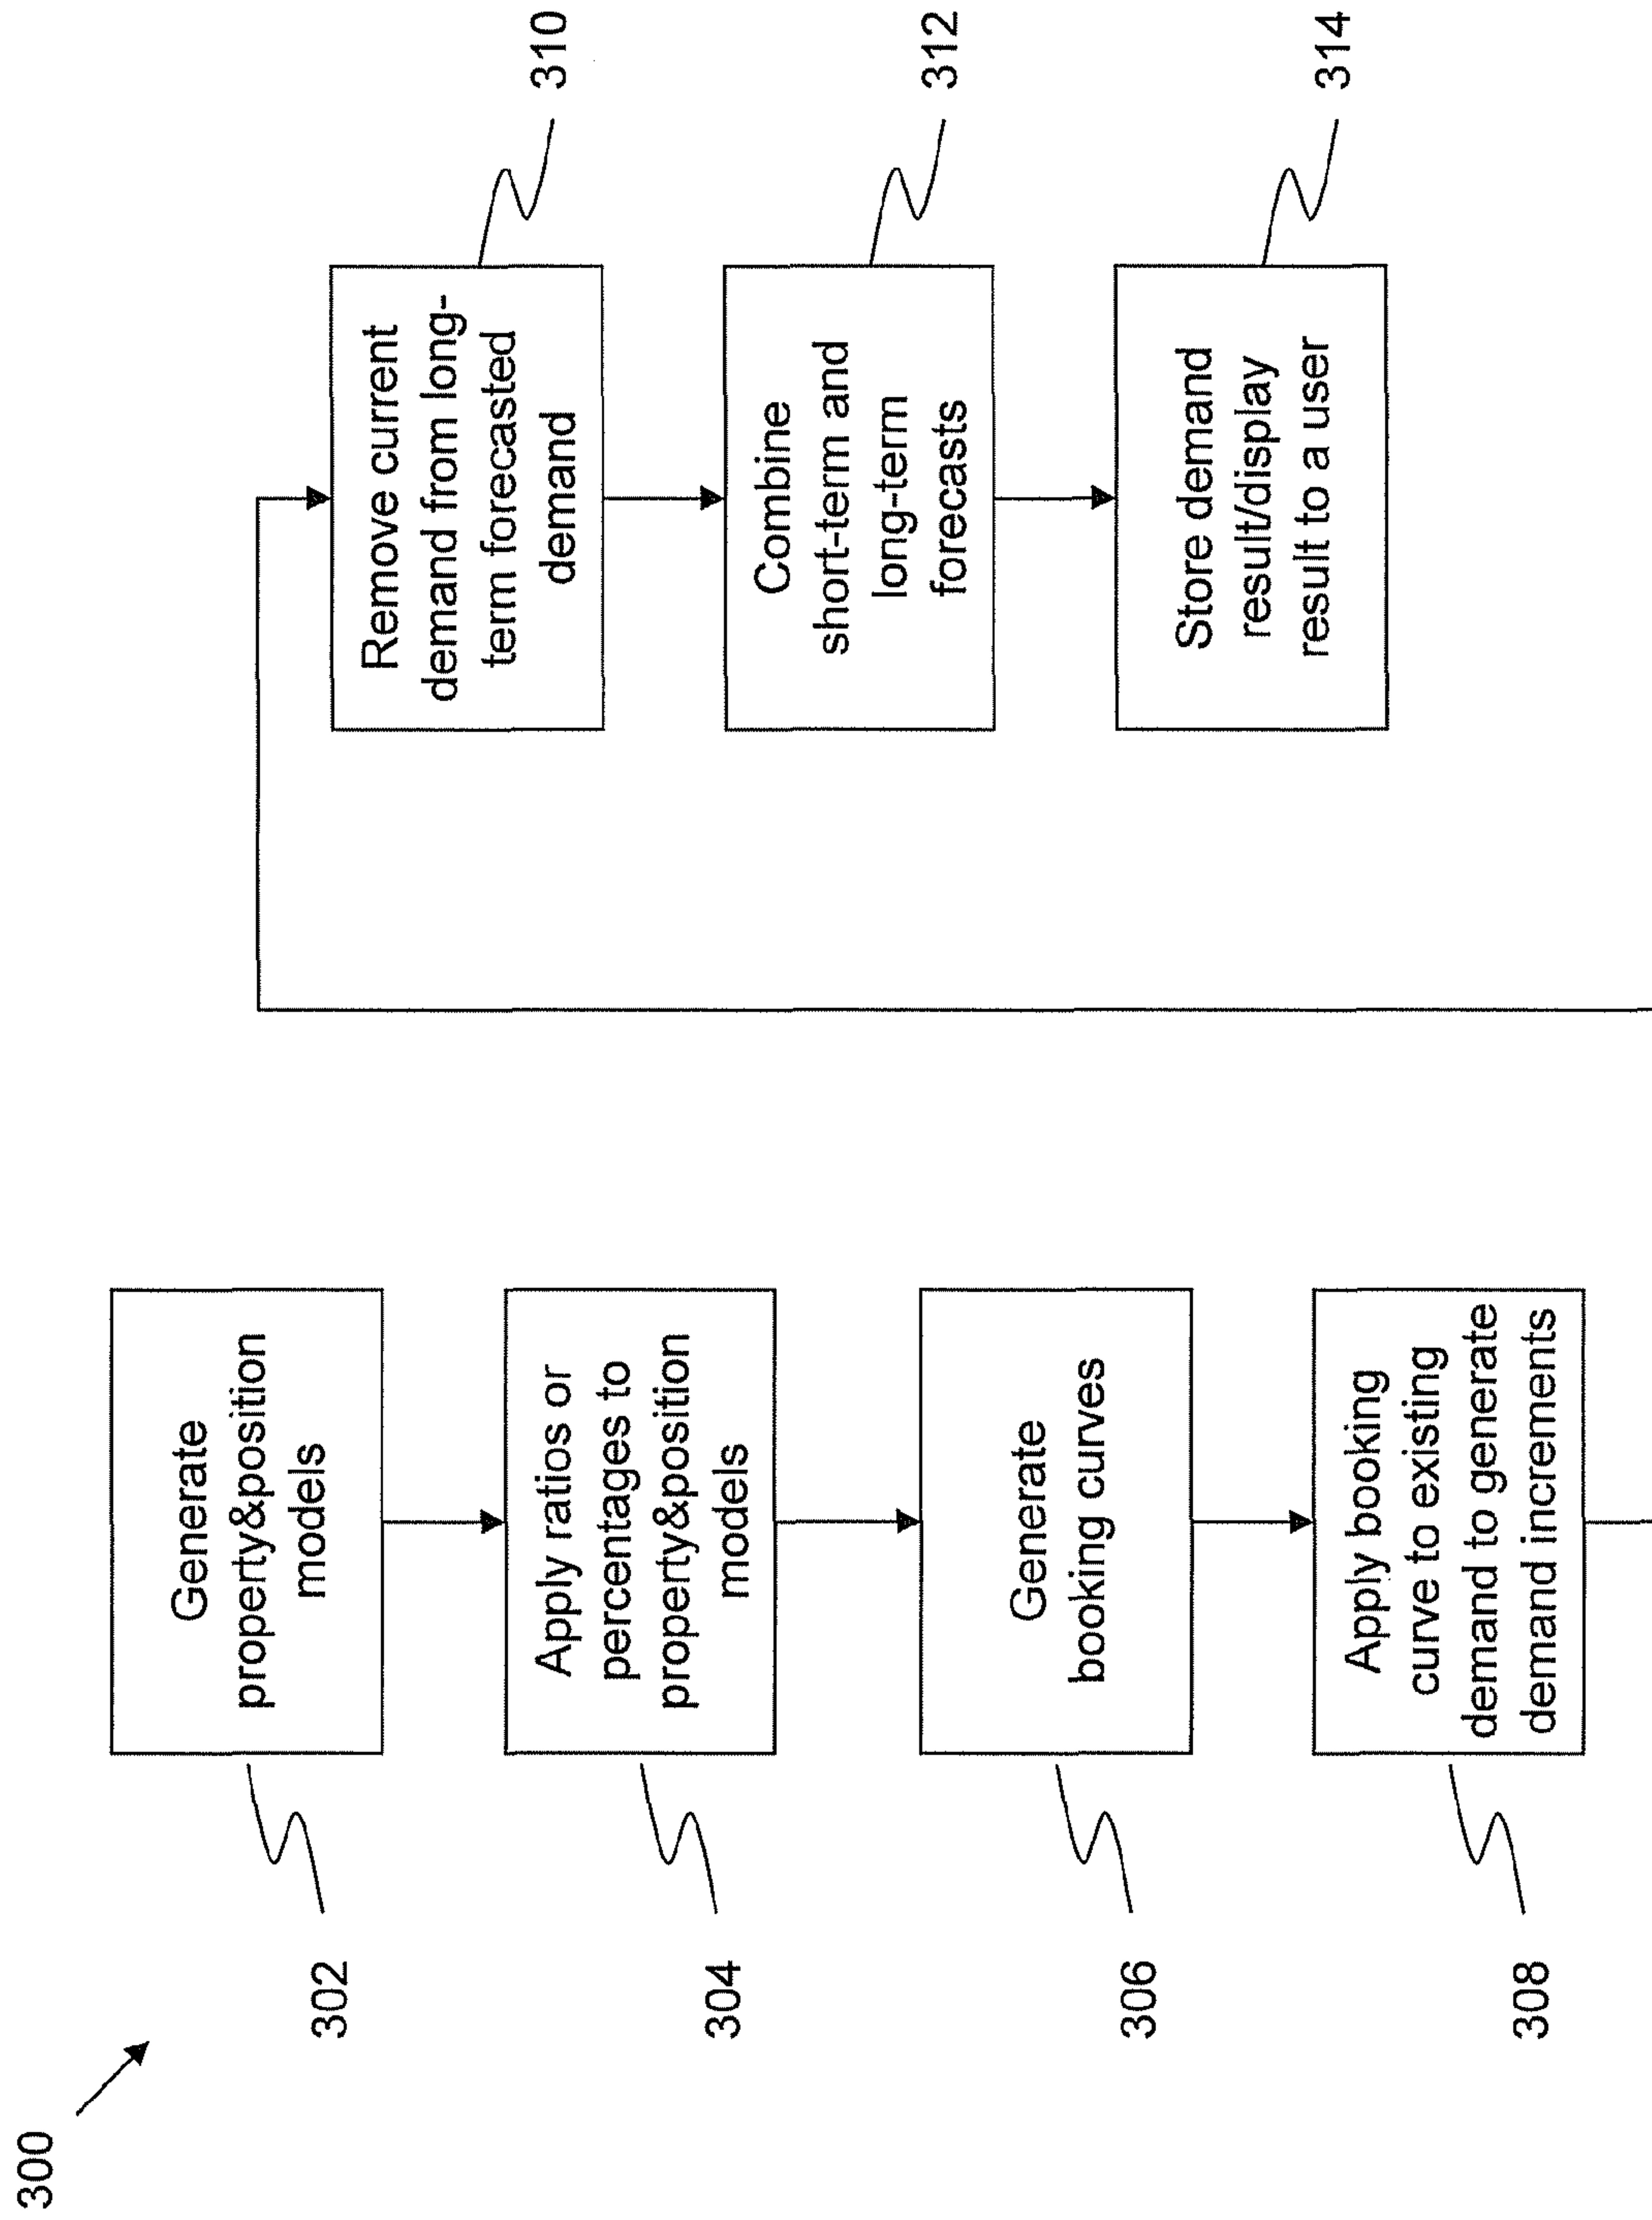 300
302
Generate
property&position
models
304
Apply ratios or
percentages to
property&position
models
306
Generate
booking curves
308
Apply booking
curve to existing
demand to generate
demand increments
310
Remove current
demand from long-
term forecasted
demand
312
Combine
short-term and
long-term
forecasts
314
Store demand
result/display
result to a user